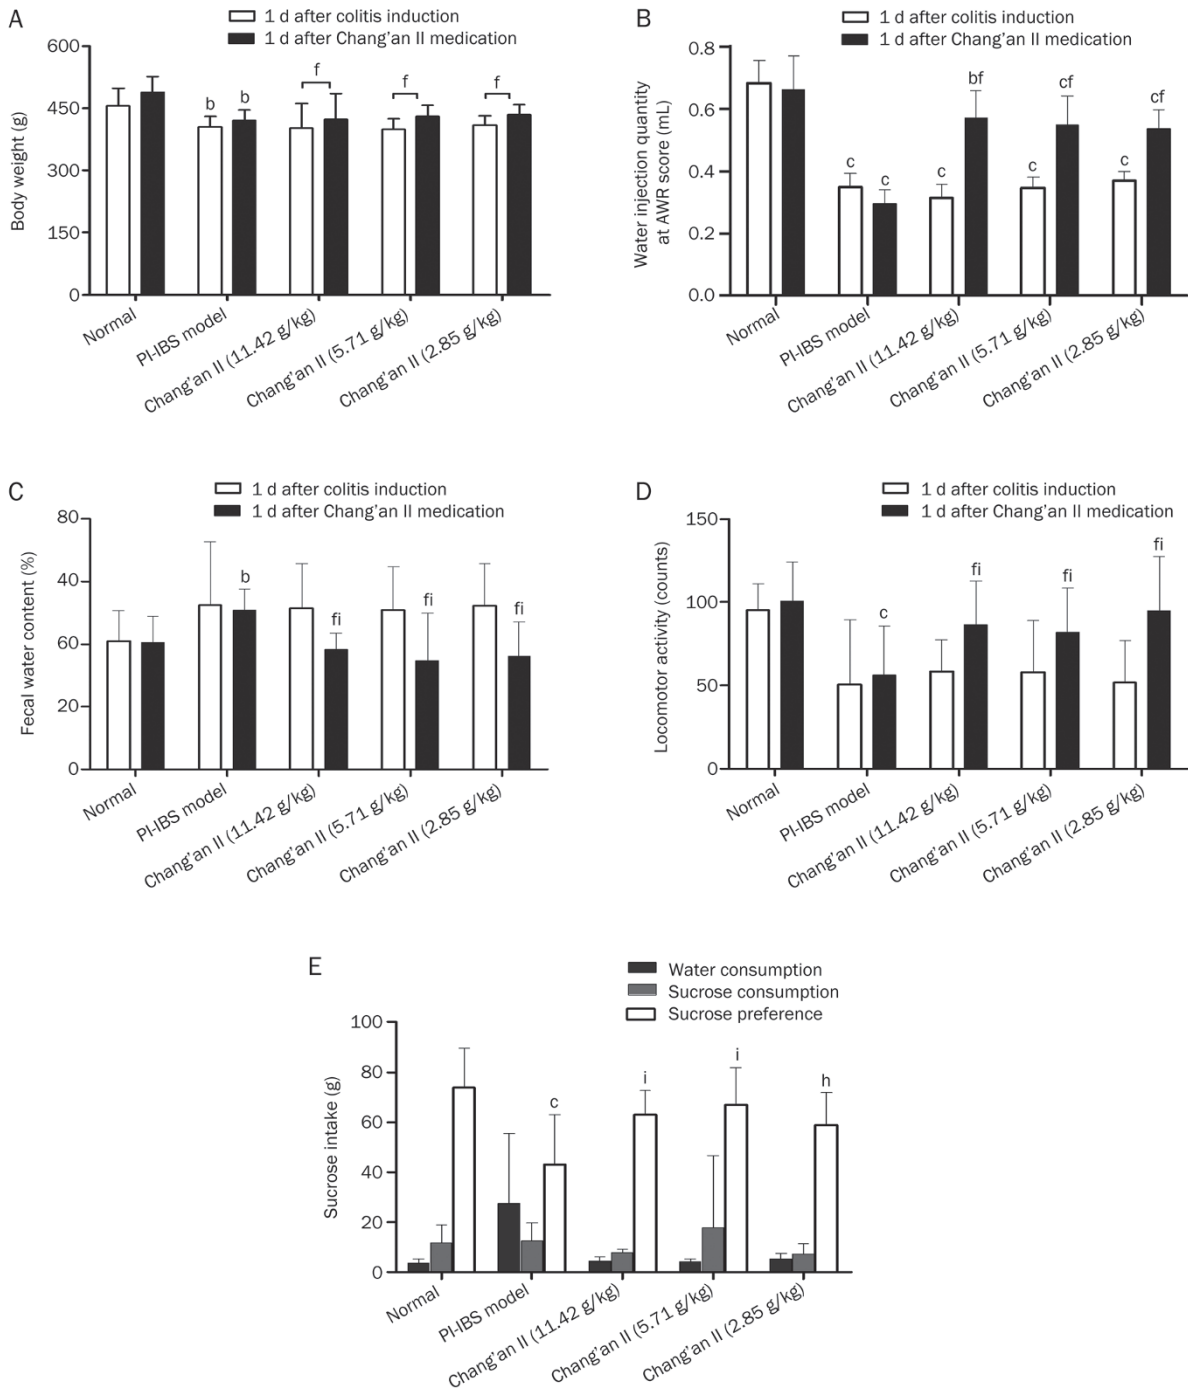 A
1 d after colitis induction
1 d after Chang'an II medication
Body weight (g)
600
450
300
150
0
b b f f f
Normal
PI-IBS model
Chang'an II (11.42 g/kg)
Chang'an II (5.71 g/kg)
Chang'an II (2.85 g/kg)
B
1 d after colitis induction
1 d after Chang'an II medication
Water injection quantity
at AWR score (mL)
0.8
0.6
0.4
0.2
0.0
c c c bf c cf c cf
Normal
PI-IBS model
Chang'an II (11.42 g/kg)
Chang'an II (5.71 g/kg)
Chang'an II (2.85 g/kg)
C
1 d after colitis induction
1 d after Chang'an II medication
Fecal water content (%)
80
40
60
20
0
b fi fi fi
Normal
PI-IBS model
Chang'an II (11.42 g/kg)
Chang'an II (5.71 g/kg)
Chang'an II (2.85 g/kg)
D
1 d after colitis induction
1 d after Chang'an II medication
Locomotor activity (counts)
150
100
50
0
c fi fi fi
Normal
PI-IBS model
Chang'an II (11.42 g/kg)
Chang'an II (5.71 g/kg)
Chang'an II (2.85 g/kg)
E
Water consumption
Sucrose consumption
Sucrose preference
Sucrose intake (g)
100
80
60
40
20
0
c i i h
Normal
PI-IBS model
Chang'an II (11.42 g/kg)
Chang'an II (5.71 g/kg)
Chang'an II (2.85 g/kg)